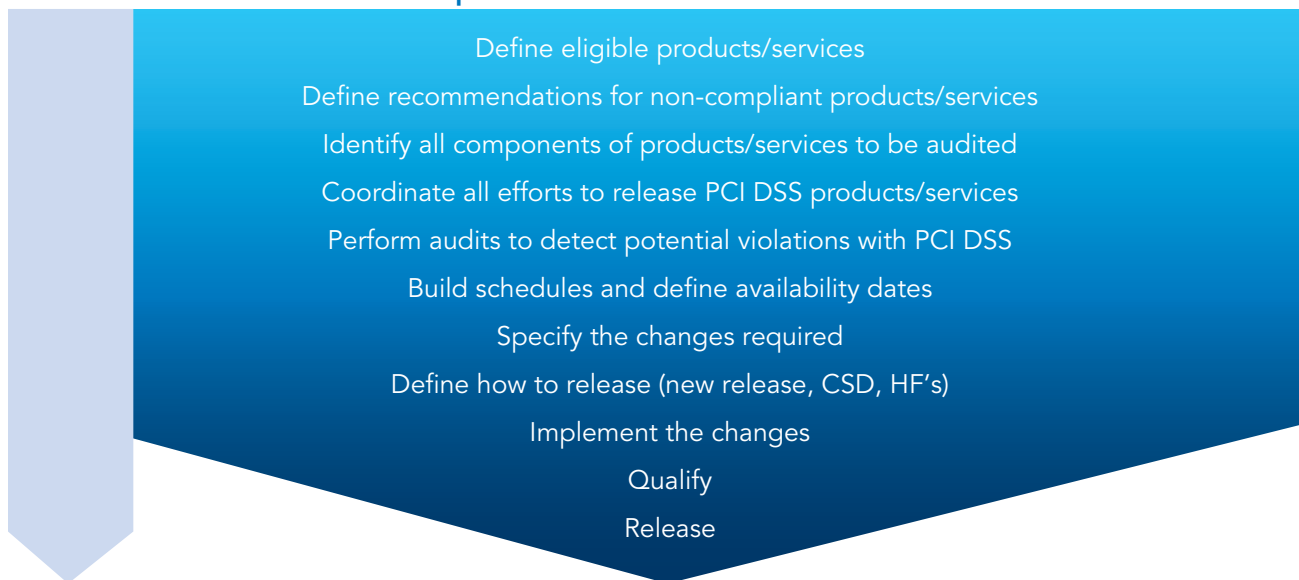 Define eligible products/services
Define recommendations for non-compliant products/services
Identify all components of products/services to be audited
Coordinate all efforts to release PCI DSS products/services
Perform audits to detect potential violations with PCI DSS
Build schedules and define availability dates
Specify the changes required
Define how to release (new release, CSD, HF’s)
Implement the changes
Qualify
Release